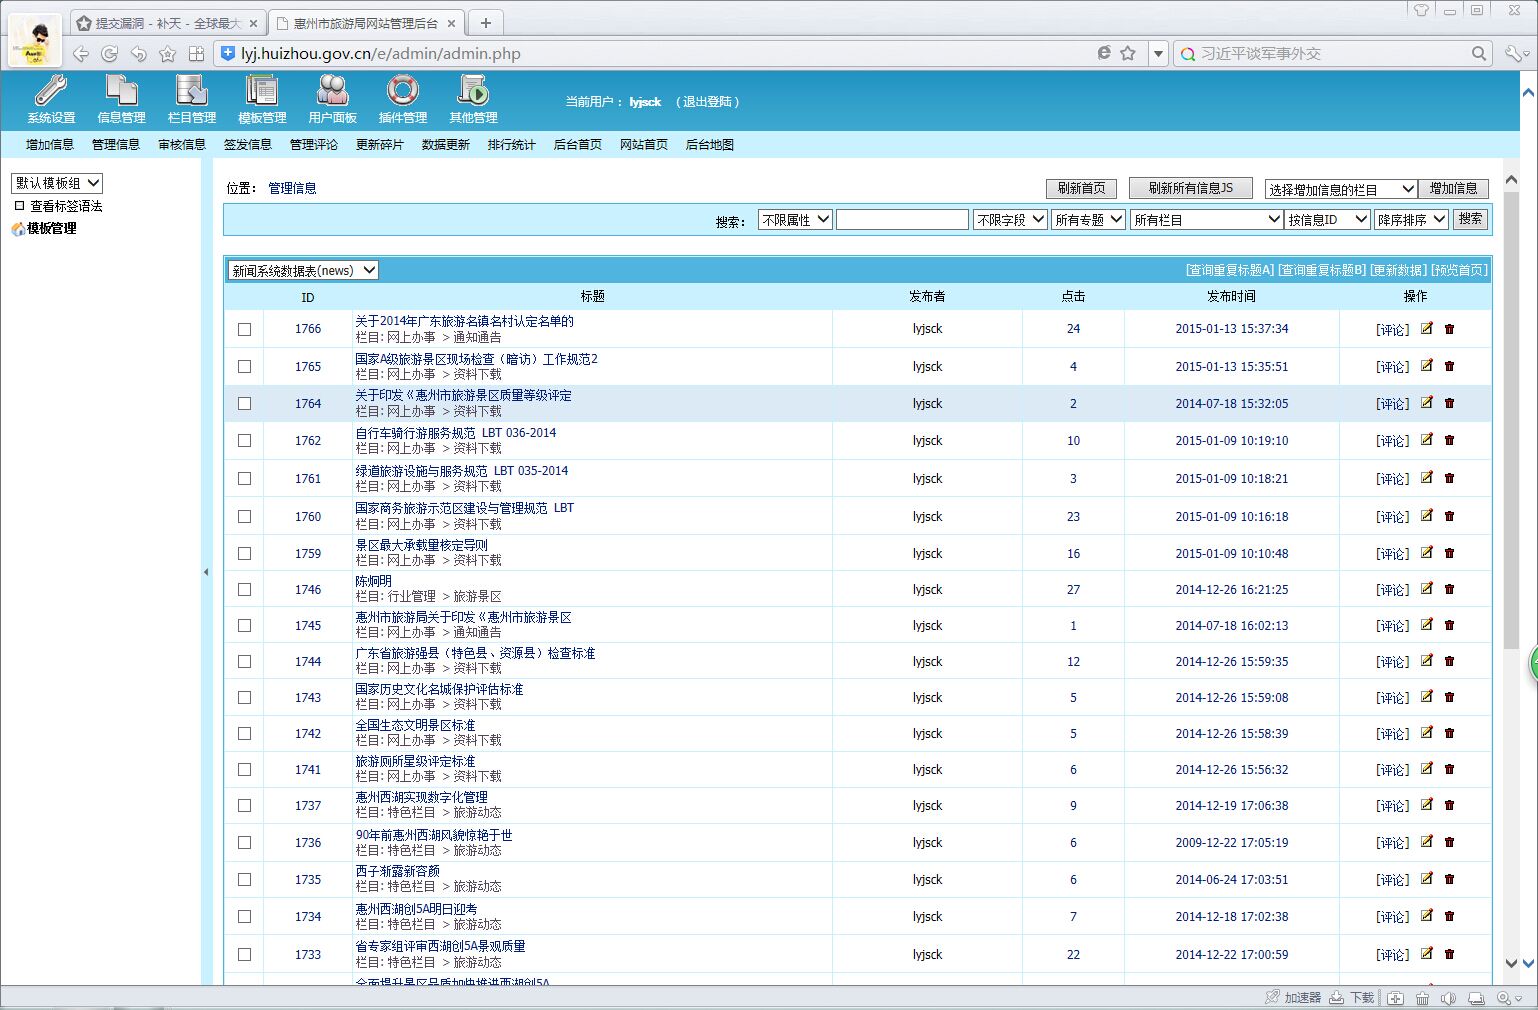 提交漏洞 - 补天 - 全球最大
惠州市旅游局网站管理后台
lyj.huizhou.gov.cn/e/admin/admin.php
习近平谈军事外交
系统设置 信息管理 栏目管理 模板管理 用户面板 插件管理 其他管理
当前用户： lyjsck （退出登陆）
增加信息 管理信息 审核信息 签发信息 管理评论 更新碎片 数据更新 排行统计 后台首页 网站首页 后台地图
默认模板组
查看标签语法
模板管理
位置： 管理信息
刷新首页 刷新所有信息JS 选择增加信息的栏目 增加信息
搜索： 不限属性 不限字段 所有专题 所有栏目 按信息ID 降序排序 搜索
新闻系统数据表(news)
[查询重复标题A] [查询重复标题B] [更新数据] [预览首页]
ID 标题 发布者 点击 发布时间 操作
1766 关于2014年广东旅游名镇名村认定名单的 lyjsck 24 2015-01-13 15:37:34 [评论]
栏目: 网上办事 > 通知通告
1765 国家A级旅游景区现场检查（暗访）工作规范2 lyjsck 4 2015-01-13 15:35:51 [评论]
栏目: 网上办事 > 资料下载
1764 关于印发《惠州市旅游景区质量等级评定 lyjsck 2 2014-07-18 15:32:05 [评论]
栏目: 网上办事 > 资料下载
1762 自行车骑行游服务规范 LBT 036-2014 lyjsck 10 2015-01-09 10:19:10 [评论]
栏目: 网上办事 > 资料下载
1761 绿道旅游设施与服务规范 LBT 035-2014 lyjsck 3 2015-01-09 10:18:21 [评论]
栏目: 网上办事 > 资料下载
1760 国家商务旅游示范区建设与管理规范 LBT lyjsck 23 2015-01-09 10:16:18 [评论]
栏目: 网上办事 > 资料下载
1759 景区最大承载量核定导则 lyjsck 16 2015-01-09 10:10:48 [评论]
栏目: 网上办事 > 资料下载
1746 陈炯明 lyjsck 27 2014-12-26 16:21:25 [评论]
栏目: 行业管理 > 旅游景区
1745 惠州市旅游局关于印发《惠州市旅游景区 lyjsck 1 2014-07-18 16:02:13 [评论]
栏目: 网上办事 > 通知通告
1744 广东省旅游强县（特色县、资源县）检查标准 lyjsck 12 2014-12-26 15:59:35 [评论]
栏目: 网上办事 > 资料下载
1743 国家历史文化名城保护评估标准 lyjsck 5 2014-12-26 15:59:08 [评论]
栏目: 网上办事 > 资料下载
1742 全国生态文明景区标准 lyjsck 5 2014-12-26 15:58:39 [评论]
栏目: 网上办事 > 资料下载
1741 旅游厕所星级评定标准 lyjsck 6 2014-12-26 15:56:32 [评论]
栏目: 网上办事 > 资料下载
1737 惠州西湖实现数字化管理 lyjsck 9 2014-12-19 17:06:38 [评论]
栏目: 特色栏目 > 旅游动态
1736 90年前惠州西湖风貌惊艳于世 lyjsck 6 2009-12-22 17:05:19 [评论]
栏目: 特色栏目 > 旅游动态
1735 西子渐露新容颜 lyjsck 6 2014-06-24 17:03:51 [评论]
栏目: 特色栏目 > 旅游动态
1734 惠州西湖创5A明日迎考 lyjsck 7 2014-12-18 17:02:38 [评论]
栏目: 特色栏目 > 旅游动态
1733 省专家组评审西湖创5A景观质量 lyjsck 22 2014-12-22 17:00:59 [评论]
栏目: 特色栏目 > 旅游动态
全面提升景区品质加快推进西湖创5A
加速器 下载